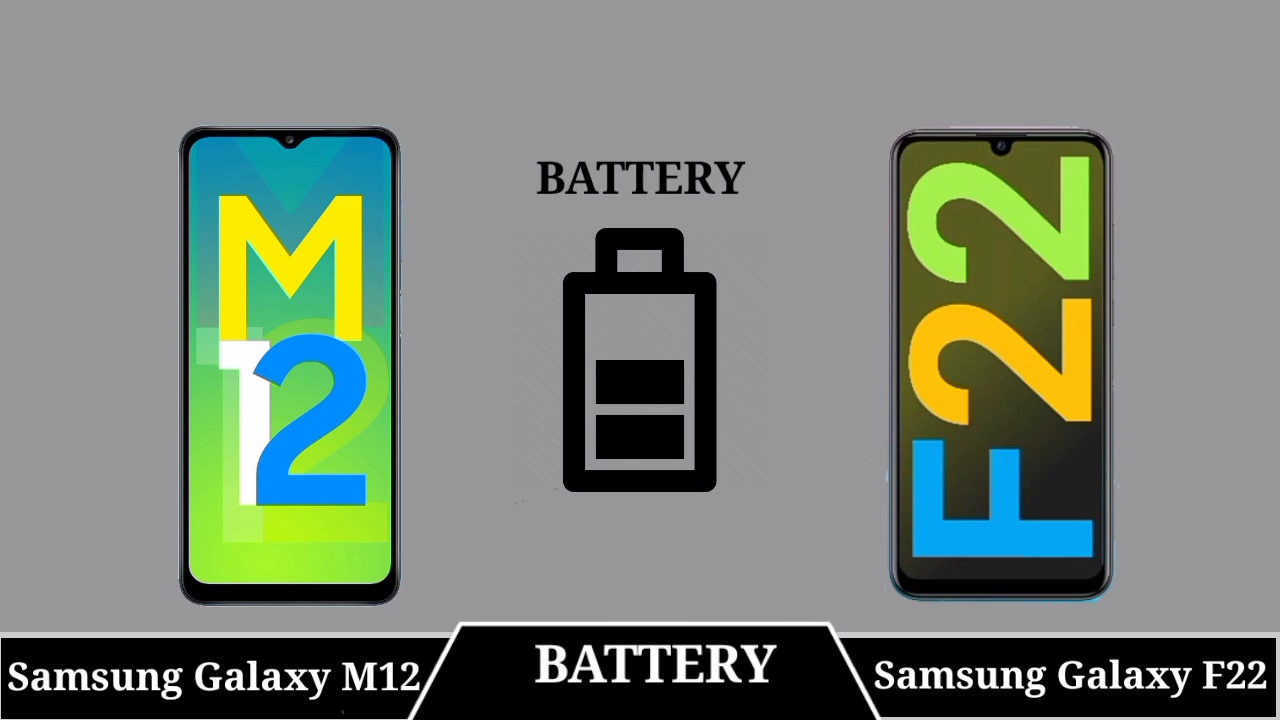 M
12
BATTERY
F22
Samsung Galaxy M12
BATTERY
Samsung Galaxy F22